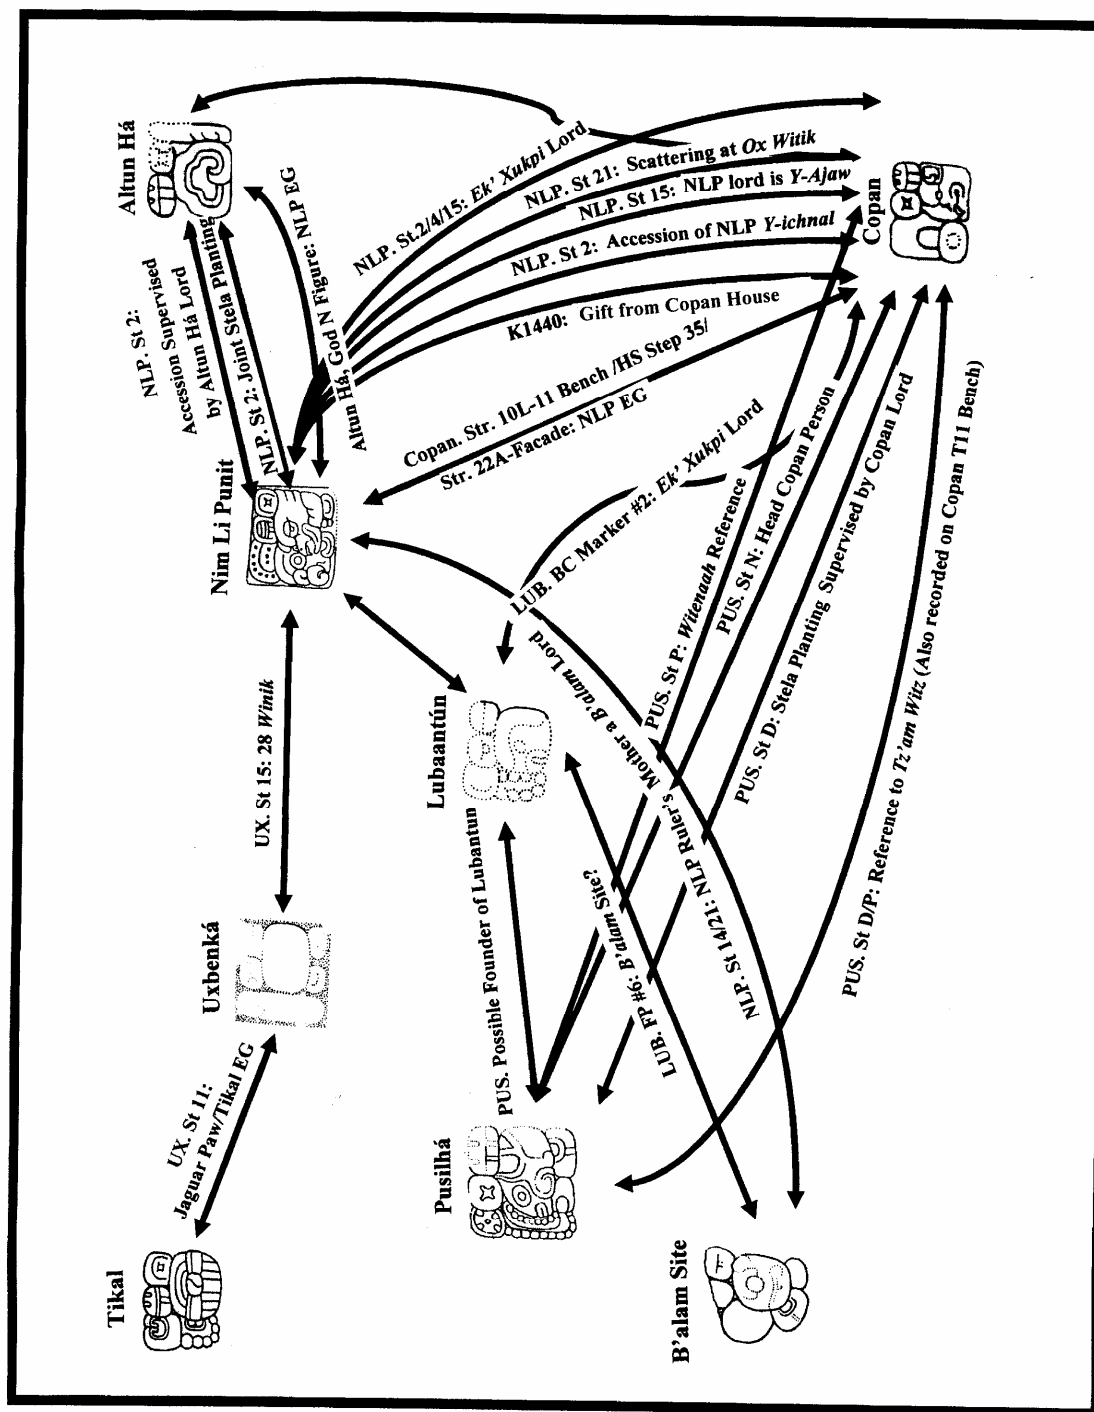 Tikal
UX. St 11:
Jaguar Paw/Tikal EG
Uxbenká
UX. St 15: 28 Winik
Nim Li Punit
NLP. St 2:
Accession Supervised
by Altun Há Lord
NLP. St 2: Joint Stela Planting
Altun Há
Altun Há, God N Figure: NLP EG
NLP. St.2/4/15: Ek' Xukpi Lord
NLP. St 21: Scattering at Ox Witik
NLP. St 15: NLP lord is Y-Ajaw
NLP. St 2: Accession of NLP Y-ichnal
K1440: Gift from Copan House
Copan. Str. 10L-11 Bench /HS Step 35/
Str. 22A-Facade: NLP EG
Copan
Lubaantún
LUB. BC Marker #2: Ek' Xukpi Lord
Pusilhá
PUS. Possible Founder of Lubantun
PUS. St P: Witenaah Reference
PUS. St N: Head Copan Person
PUS. St D: Stela Planting Supervised by Copan Lord
PUS. St D/P: Reference to Tz'am Witz (Also recorded on Copan T11 Bench)
B'alam Site
LUB. FP #6: B'alam Site?
NLP. St 14/21: NLP Ruler's Mother a B'alam Lord